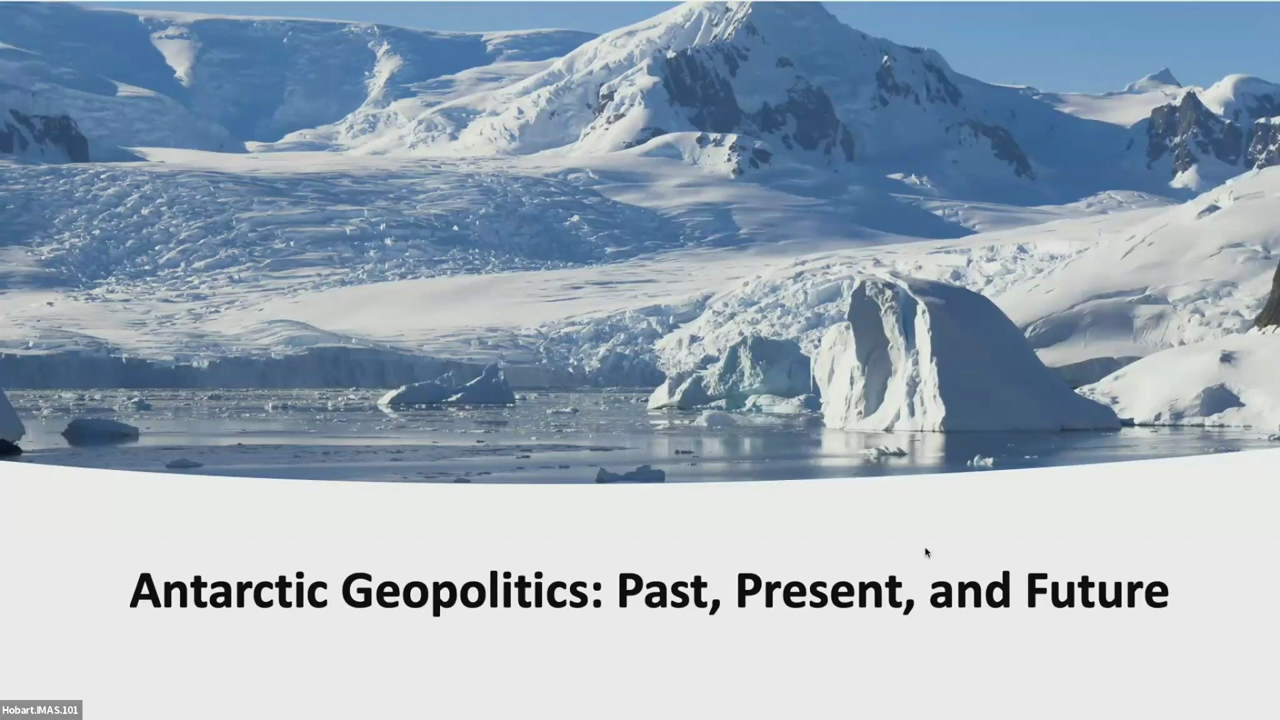 Antarctic Geopolitics: Past, Present, and Future
Hobart.IMAS.101